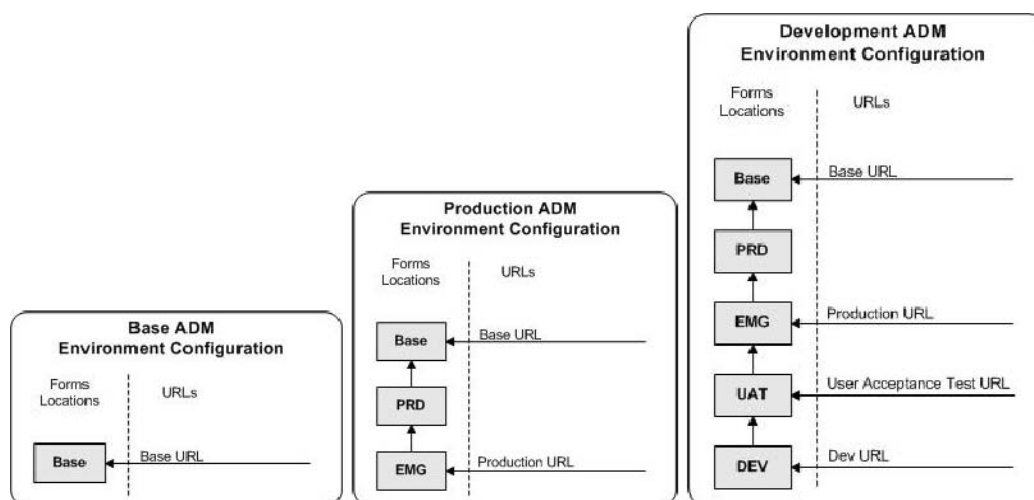 Base ADM
Environment Configuration
Forms
Locations
URLs
Base
Base URL
Production ADM
Environment Configuration
Forms
Locations
URLs
Base
Base URL
PRD
EMG
Production URL
Development ADM
Environment Configuration
Forms
Locations
URLs
Base
Base URL
PRD
EMG
Production URL
UAT
User Acceptance Test URL
DEV
Dev URL